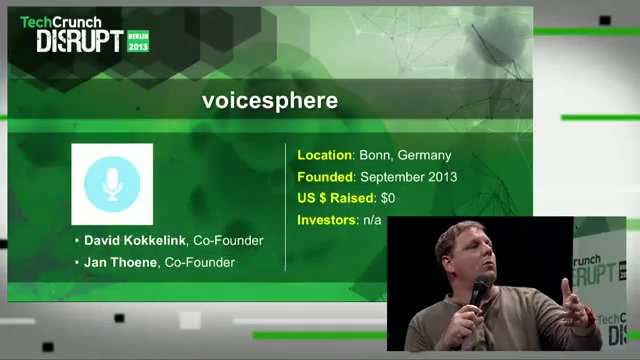 TechCrunch
DISRUPT BERLIN
2013
voicesphere
Location: Bonn, Germany
Founded: September 2013
US $ Raised: $0
Investors: n/a
• David Kokkelink, Co-Founder
• Jan Thoene, Co-Founder
Crunch
DISRUPT
TechCru